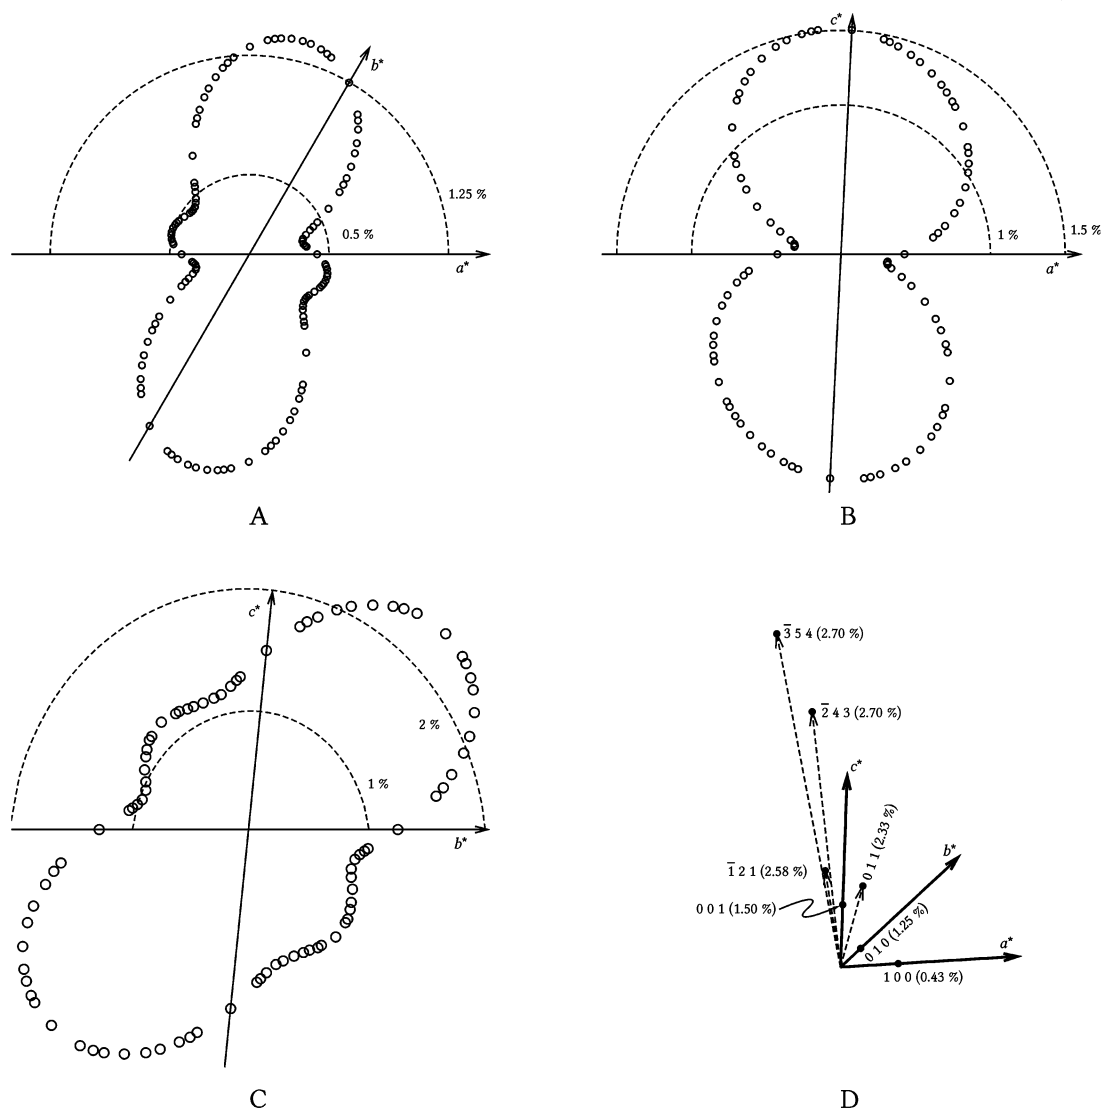 b*
1.25 %
0.5 %
a*
A
c*
1.5 %
1 %
a*
B
c*
2 %
1 %
b*
C
3̅ 5 4 (2.70 %)
2̅ 4 3 (2.70 %)
c*
0 1 1 (2.33 %)
b*
1̅ 2 1 (2.58 %)
0 0 1 (1.50 %)
0 1 0 (1.25 %)
a*
1 0 0 (0.43 %)
D